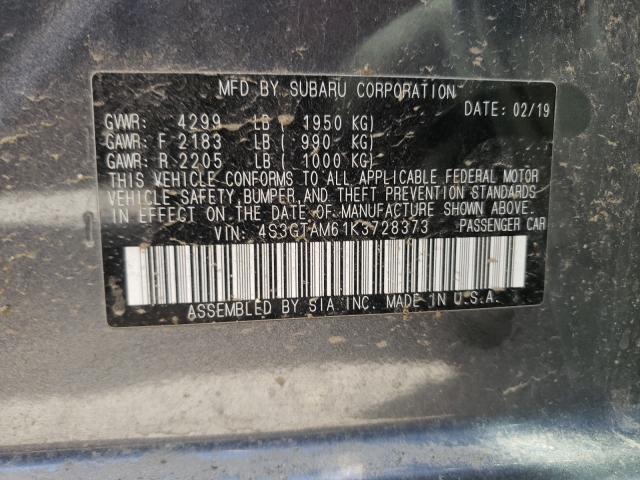 MFD BY SUBARU CORPORATION
DATE: 02/19
GVWR: 4299 LB ( 1950 KG)
GAWR: F 2183 LB ( 990 KG)
GAWR: R 2205 LB ( 1000 KG)
THIS VEHICLE CONFORMS TO ALL APPLICABLE FEDERAL MOTOR
VEHICLE SAFETY, BUMPER, AND THEFT PREVENTION STANDARDS
IN EFFECT ON THE DATE OF MANUFACTURE SHOWN ABOVE.
VIN: 4S3GTAM61K3728373 PASSENGER CAR
ASSEMBLED BY SIA INC. MADE IN U.S.A.